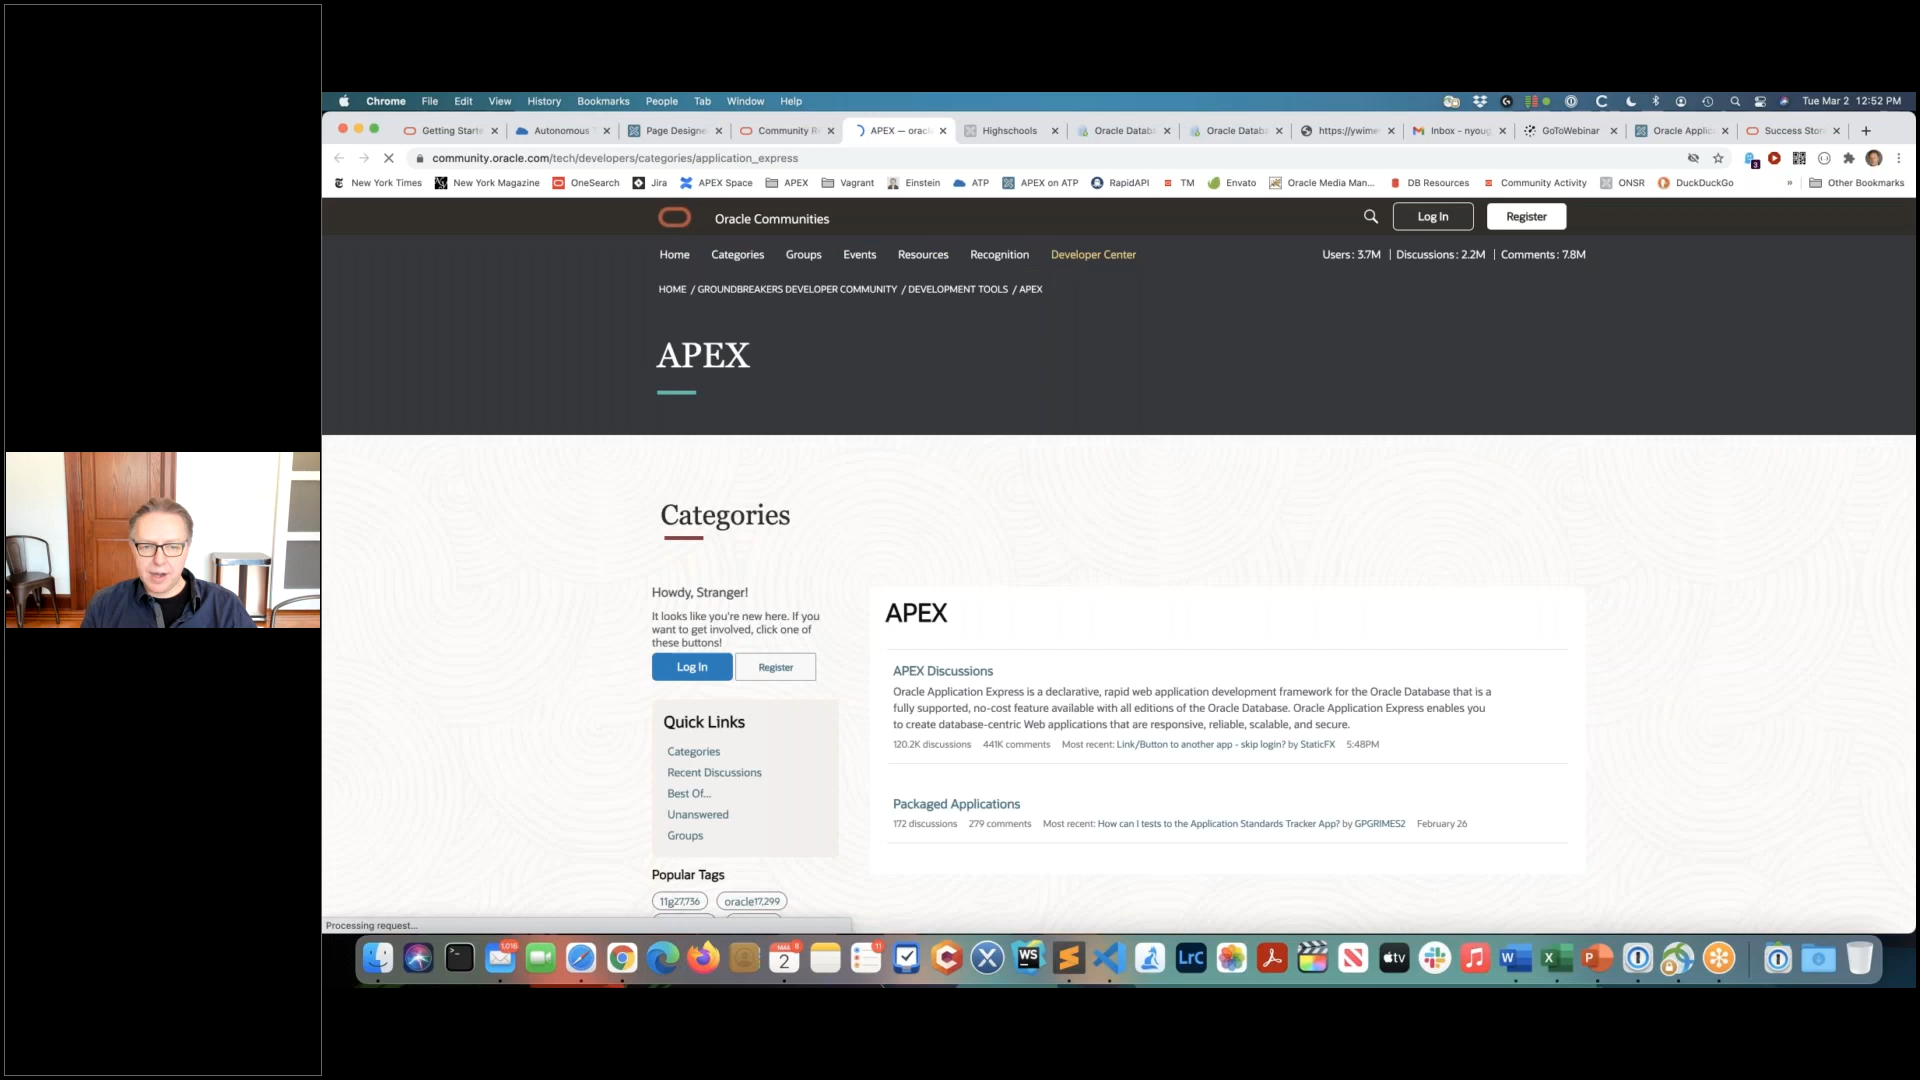 Chrome File Edit View History Bookmarks People Tab Window Help Tue Mar 2 12:52 PM
Getting Starte Autonomous T Page Designe Community R APEX — oracl Highschools Oracle Datab Oracle Datab https://ywime Inbox - nyoug GoToWebinar Oracle Applic Success Stor
community.oracle.com/tech/developers/categories/application_express
New York Times New York Magazine OneSearch Jira APEX Space APEX Vagrant Einstein ATP APEX on ATP RapidAPI TM Envato Oracle Media Man... DB Resources Community Activity ONSR DuckDuckGo » Other Bookmarks
Oracle Communities Log In Register
Home Categories Groups Events Resources Recognition Developer Center Users: 3.7M | Discussions: 2.2M | Comments: 7.8M
HOME / GROUNDBREAKERS DEVELOPER COMMUNITY / DEVELOPMENT TOOLS / APEX
APEX
Categories
Howdy, Stranger!
It looks like you're new here. If you
want to get involved, click one of
these buttons!
Log In Register
Quick Links
Categories
Recent Discussions
Best Of...
Unanswered
Groups
Popular Tags
11g27,736 oracle17,299
APEX
APEX Discussions
Oracle Application Express is a declarative, rapid web application development framework for the Oracle Database that is a
fully supported, no-cost feature available with all editions of the Oracle Database. Oracle Application Express enables you
to create database-centric Web applications that are responsive, reliable, scalable, and secure.
120.2K discussions 441K comments Most recent: Link/Button to another app - skip login? by StaticFX 5:48PM
Packaged Applications
172 discussions 279 comments Most recent: How can I tests to the Application Standards Tracker App? by GPGRIMES2 February 26
Processing request...
1,016 MAR 2 11 WS LrC tv W X P